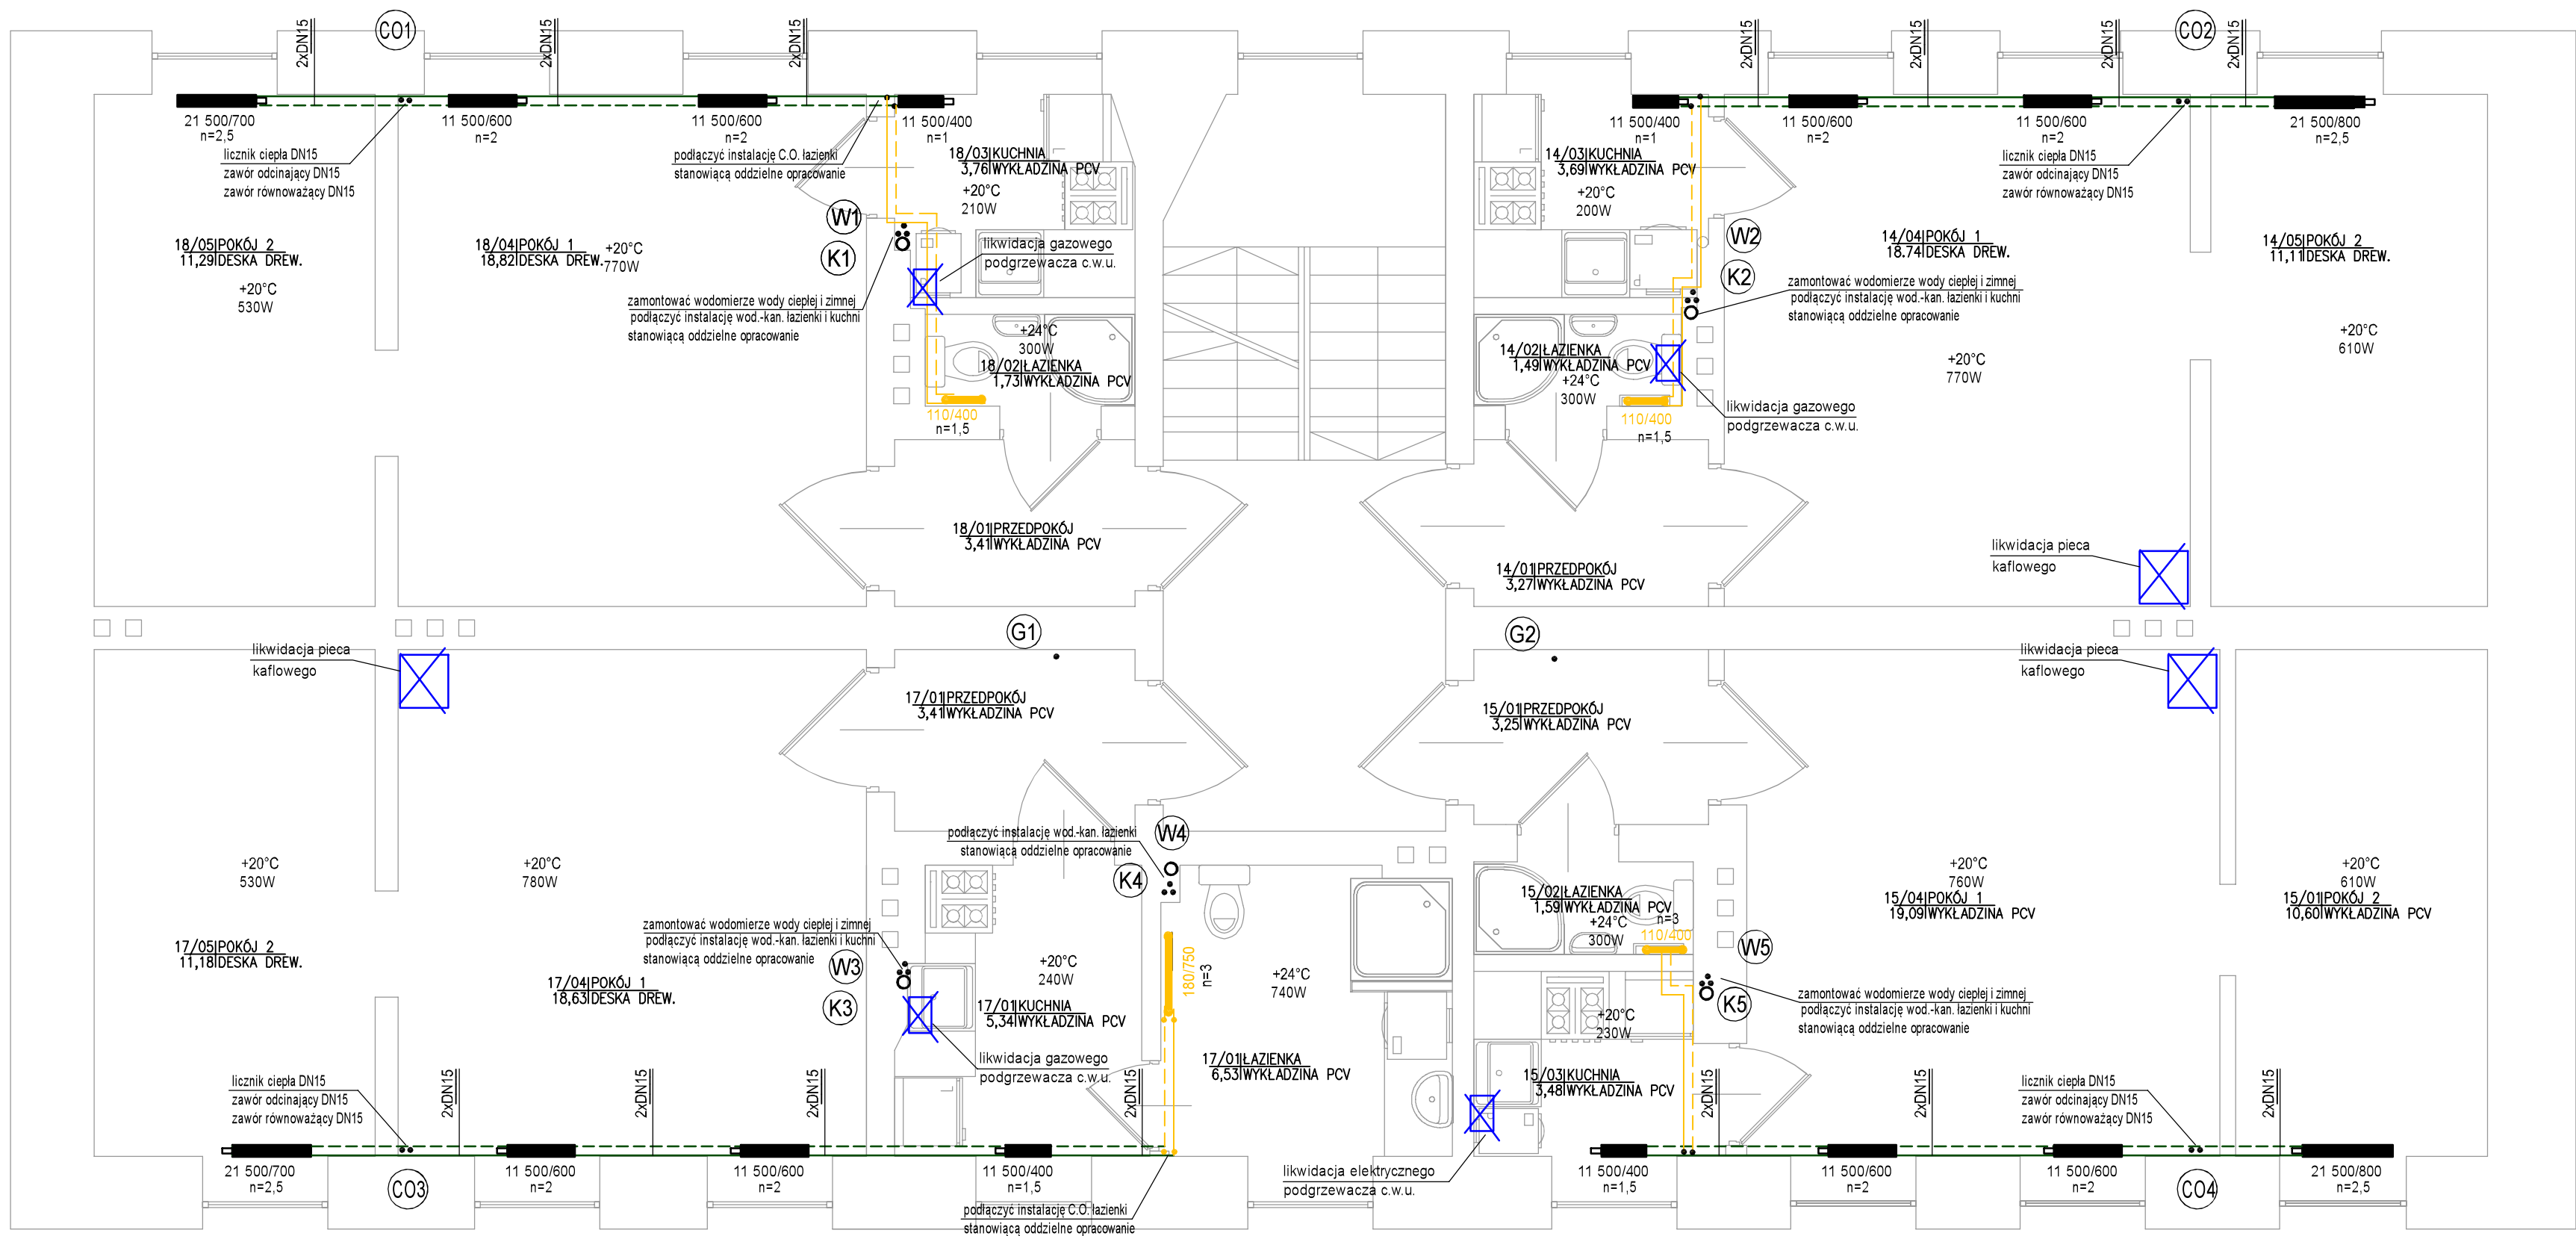 CO1
CO2
2xDN15
2xDN15
2xDN15
2xDN15
2xDN15
2xDN15
2xDN15
21 500/700
n=2,5
11 500/600
n=2
11 500/600
n=2
11 500/400
n=1
11 500/400
n=1
11 500/600
n=2
11 500/600
n=2
21 500/800
n=2,5
licznik ciepła DN15
zawór odcinający DN15
zawór równoważący DN15
podłączyć instalację C.O. łazienki
stanowiącą oddzielne opracowanie
18/03 KUCHNIA
3,76 WYKŁADZINA PCV
+20°C
210W
14/03 KUCHNIA
3,69 WYKŁADZINA PCV
+20°C
200W
licznik ciepła DN15
zawór odcinający DN15
zawór równoważący DN15
W1
K1
W2
K2
18/05 POKÓJ 2
11,29 DESKA DREW.
+20°C
530W
18/04 POKÓJ 1
18,82 DESKA DREW.
+20°C
770W
likwidacja gazowego
podgrzewacza c.w.u.
14/04 POKÓJ 1
18.74 DESKA DREW.
14/05 POKÓJ 2
11,11 DESKA DREW.
zamontować wodomierze wody ciepłej i zimnej
podłączyć instalację wod.-kan. łazienki i kuchni
stanowiącą oddzielne opracowanie
zamontować wodomierze wody ciepłej i zimnej
podłączyć instalację wod.-kan. łazienki i kuchni
stanowiącą oddzielne opracowanie
+24°C
300W
18/02 ŁAZIENKA
1,73 WYKŁADZINA PCV
110/400
n=1,5
14/02 ŁAZIENKA
1,49 WYKŁADZINA PCV
+24°C
300W
110/400
n=1,5
+20°C
770W
+20°C
610W
likwidacja gazowego
podgrzewacza c.w.u.
18/01 PRZEDPOKÓJ
3,41 WYKŁADZINA PCV
14/01 PRZEDPOKÓJ
3,27 WYKŁADZINA PCV
likwidacja pieca
kaflowego
G1
G2
likwidacja pieca
kaflowego
likwidacja pieca
kaflowego
17/01 PRZEDPOKÓJ
3,41 WYKŁADZINA PCV
15/01 PRZEDPOKÓJ
3,25 WYKŁADZINA PCV
podłączyć instalację wod.-kan. łazienki
stanowiącą oddzielne opracowanie
W4
K4
+20°C
530W
+20°C
780W
17/05 POKÓJ 2
11,18 DESKA DREW.
17/04 POKÓJ 1
18,63 DESKA DREW.
zamontować wodomierze wody ciepłej i zimnej
podłączyć instalację wod.-kan. łazienki i kuchni
stanowiącą oddzielne opracowanie
W3
K3
+20°C
240W
17/01 KUCHNIA
5,34 WYKŁADZINA PCV
180/750
n=3
+24°C
740W
17/01 ŁAZIENKA
6,53 WYKŁADZINA PCV
15/02 ŁAZIENKA
1,59 WYKŁADZINA PCV
+24°C
300W
n=3
110/400
+20°C
760W
15/04 POKÓJ 1
19,09 WYKŁADZINA PCV
+20°C
610W
15/01 POKÓJ 2
10,60 WYKŁADZINA PCV
W5
K5
zamontować wodomierze wody ciepłej i zimnej
podłączyć instalację wod.-kan. łazienki i kuchni
stanowiącą oddzielne opracowanie
+20°C
230W
15/03 KUCHNIA
3,48 WYKŁADZINA PCV
likwidacja gazowego
podgrzewacza c.w.u.
licznik ciepła DN15
zawór odcinający DN15
zawór równoważący DN15
2xDN15
2xDN15
2xDN15
2xDN15
2xDN15
2xDN15
2xDN15
licznik ciepła DN15
zawór odcinający DN15
zawór równoważący DN15
21 500/700
n=2,5
CO3
11 500/600
n=2
11 500/600
n=2
11 500/400
n=1,5
likwidacja elektrycznego
podgrzewacza c.w.u.
11 500/400
n=1,5
11 500/600
n=2
11 500/600
n=2
CO4
21 500/800
n=2,5
podłączyć instalację C.O. łazienki
stanowiącą oddzielne opracowanie